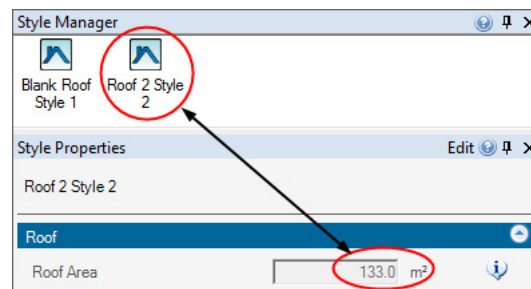 Style Manager
Blank Roof Style 1
Roof 2 Style 2
Style Properties Edit
Roof 2 Style 2
Roof
Roof Area 133.0 m²